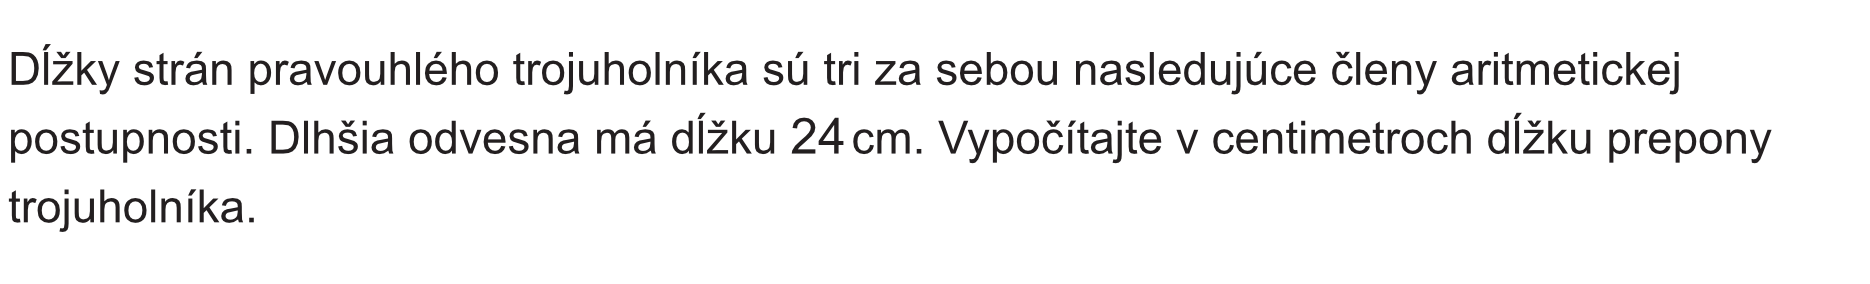 Dĺžky strán pravouhlého trojuholníka sú tri za sebou nasledujúce členy aritmetickej
postupnosti. Dlhšia odvesna má dĺžku 24 cm. Vypočítajte v centimetroch dĺžku prepony
trojuholníka.